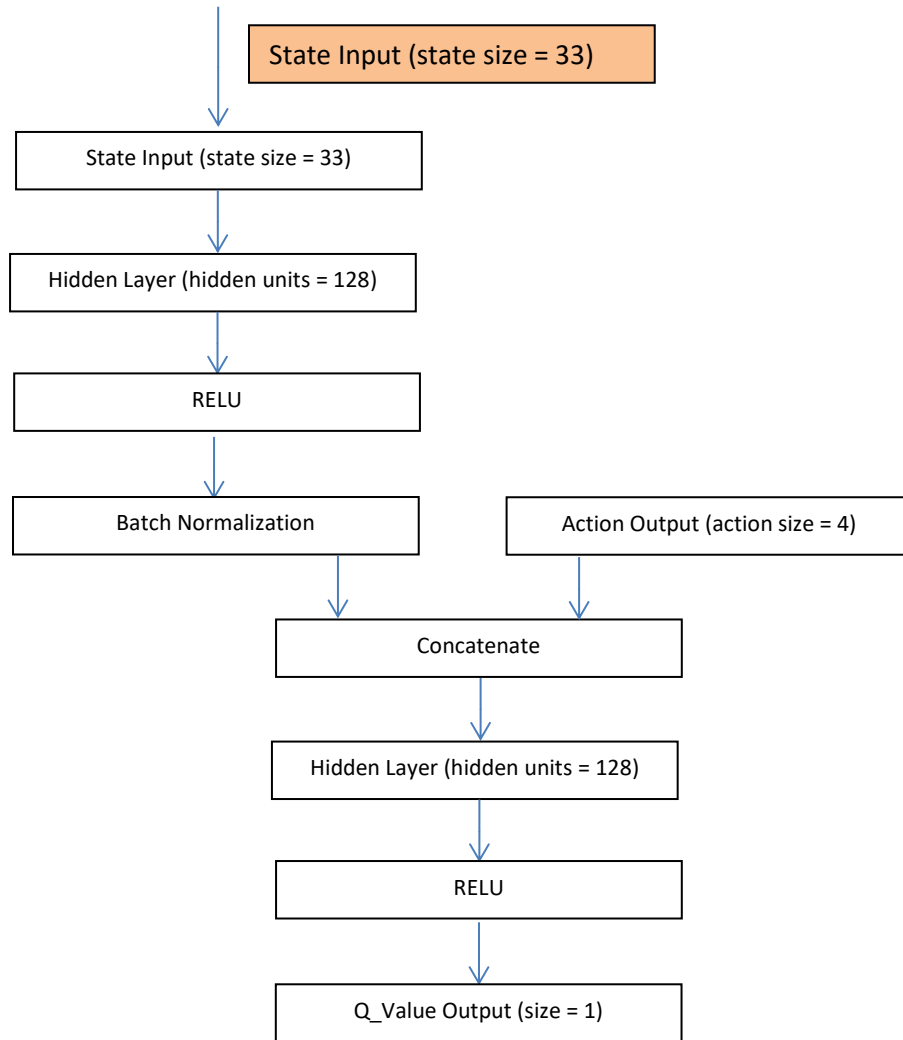 State Input (state size = 33)
State Input (state size = 33)
Hidden Layer (hidden units = 128)
RELU
Batch Normalization
Action Output (action size = 4)
Concatenate
Hidden Layer (hidden units = 128)
RELU
Q_Value Output (size = 1)